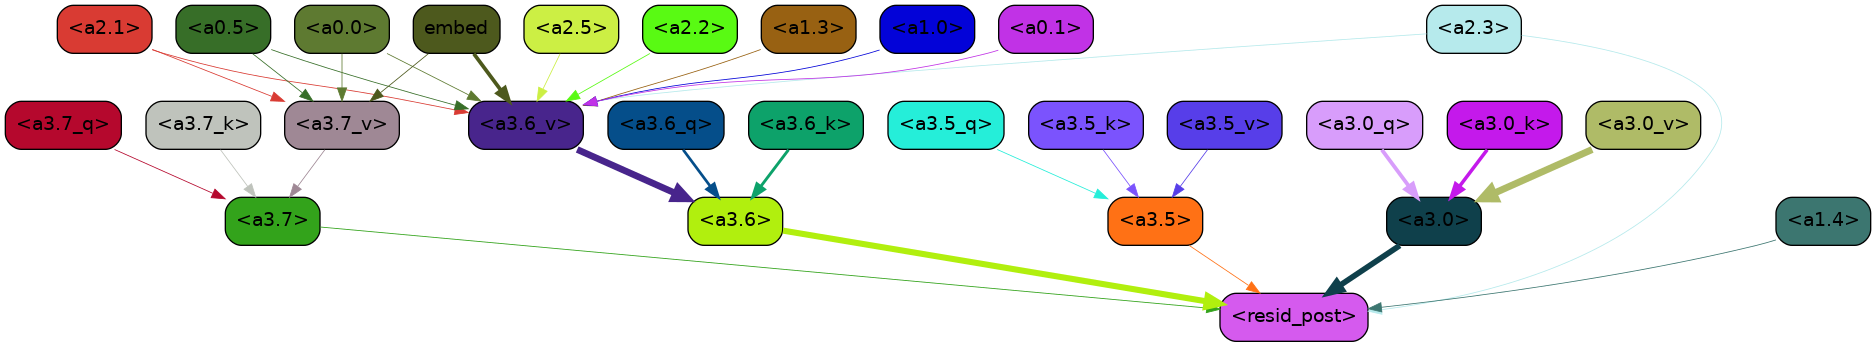 <a2.1> <a0.5> <a0.0> embed <a2.5> <a2.2> <a1.3> <a1.0> <a0.1> <a2.3>
<a3.7_q> <a3.7_k> <a3.7_v> <a3.6_v> <a3.6_q> <a3.6_k> <a3.5_q> <a3.5_k> <a3.5_v> <a3.0_q> <a3.0_k> <a3.0_v>
<a3.7> <a3.6> <a3.5> <a3.0> <a1.4>
<resid_post>